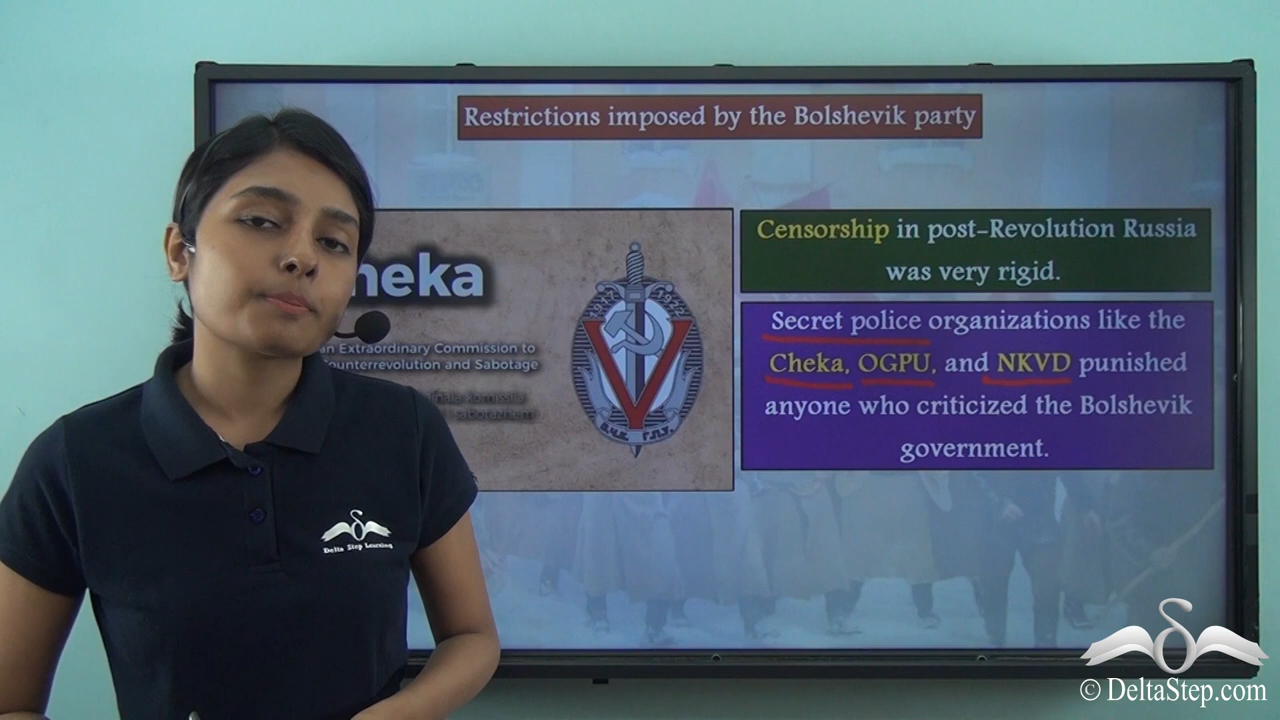 Restrictions imposed by the Bolshevik party
heka
an Extraordinary Commission to
ounterrevolution and Sabotage
Censorship in post-Revolution Russia
was very rigid.
Secret police organizations like the
Cheka, OGPU, and NKVD punished
anyone who criticized the Bolshevik
government.
1917
В.Ч.К. Г.П.У.
Delta Step Learning
© DeltaStep.com